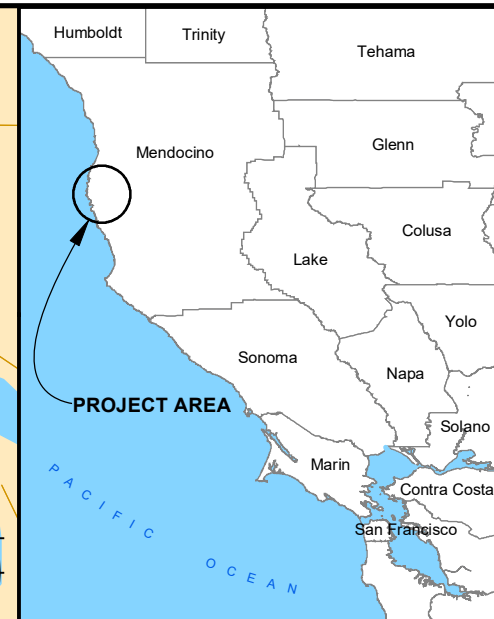 Humboldt
Trinity
Tehama
Mendocino
Glenn
Colusa
Lake
Yolo
Sonoma
Napa
PROJECT AREA
Solano
Marin
Contra Costa
San Francisco
PACIFIC OCEAN